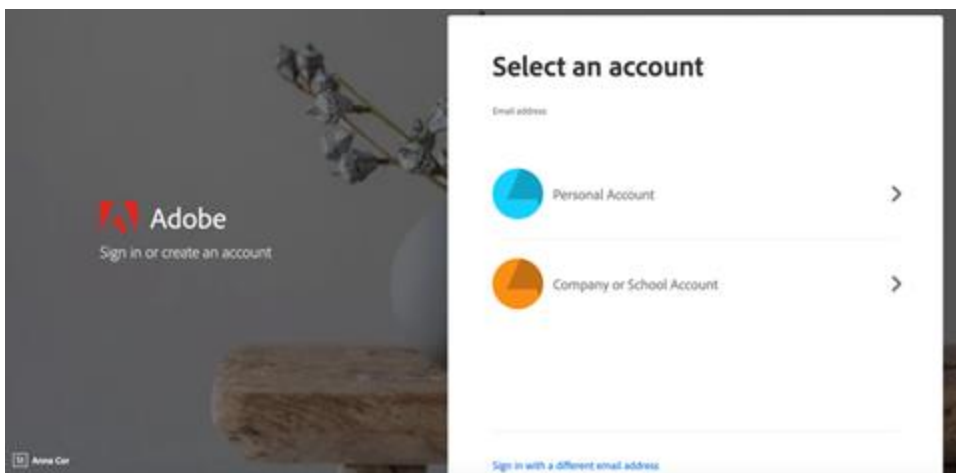 Adobe
Sign in or create an account
St Anna Cor
Select an account
Email address
Personal Account
Company or School Account
Sign in with a different email address